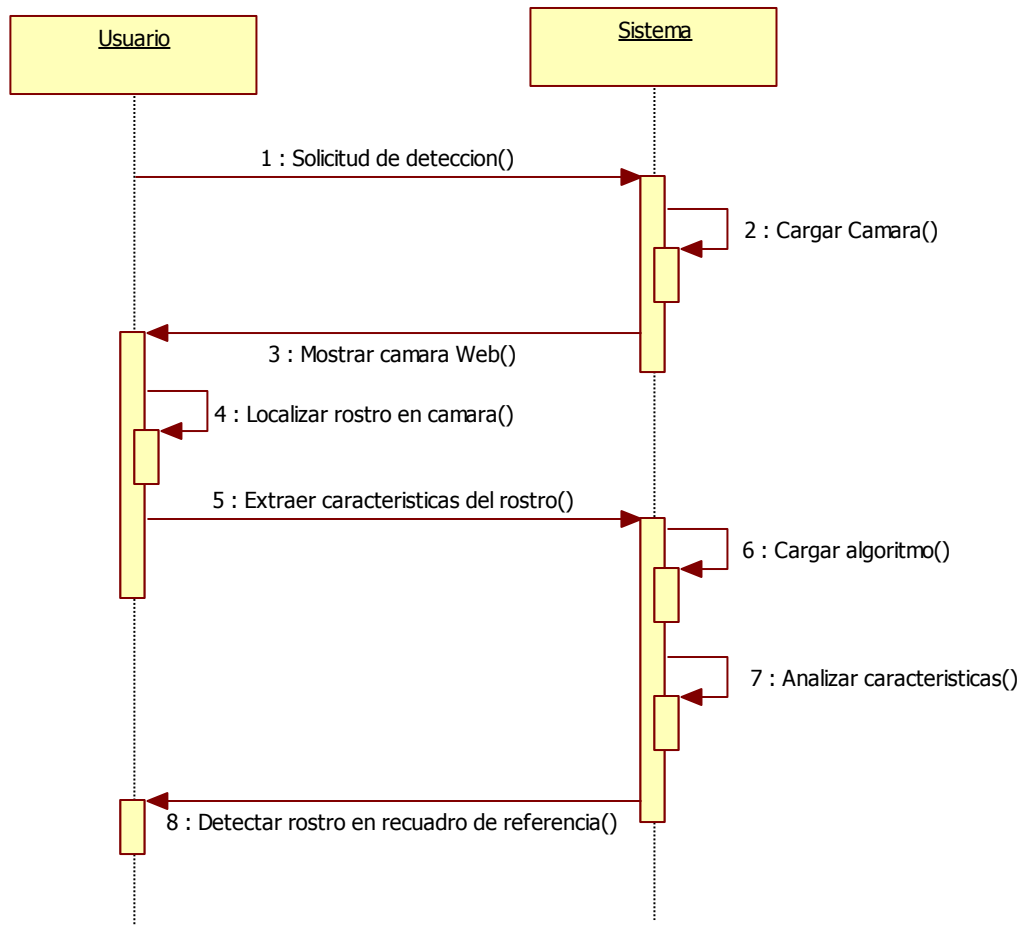 Usuario
Sistema
1 : Solicitud de deteccion()
2 : Cargar Camara()
3 : Mostrar camara Web()
4 : Localizar rostro en camara()
5 : Extraer caracteristicas del rostro()
6 : Cargar algoritmo()
7 : Analizar caracteristicas()
8 : Detectar rostro en recuadro de referencia()